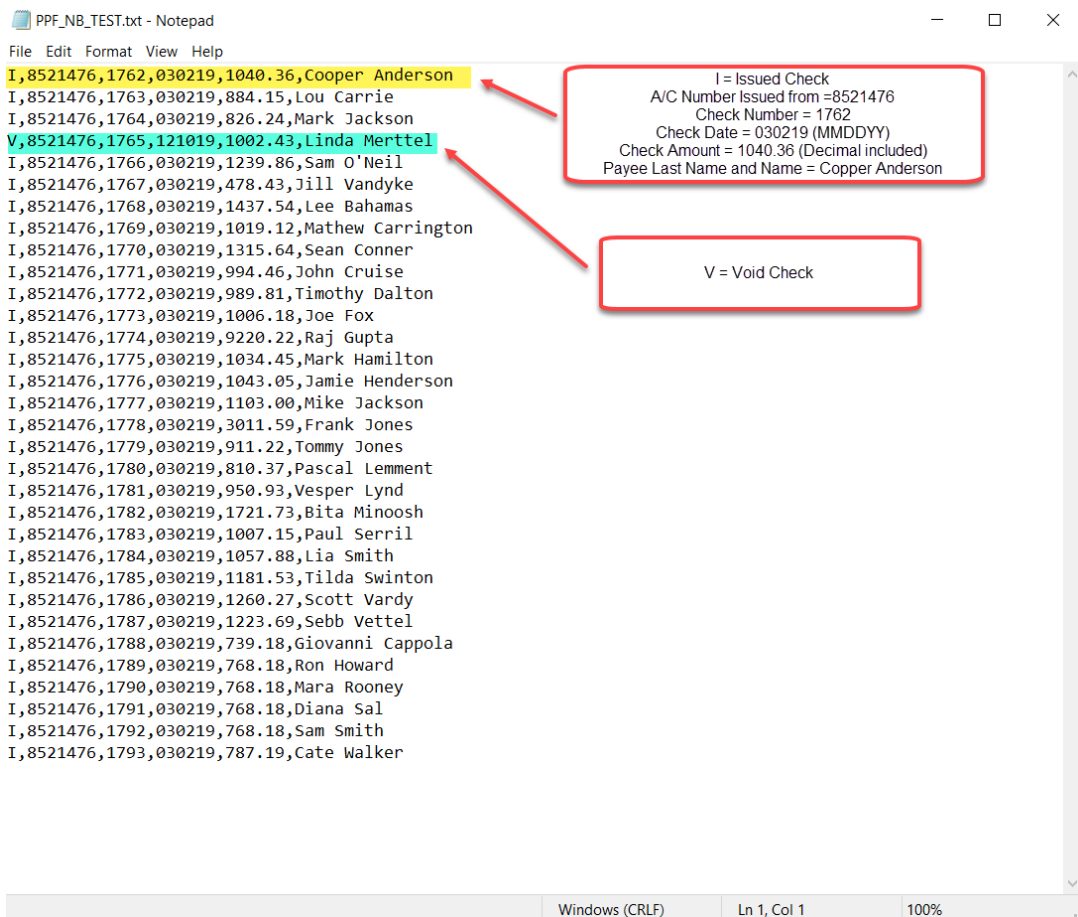 PPF_NB_TEST.txt - Notepad
File Edit Format View Help
I,8521476,1762,030219,1040.36,Cooper Anderson
I,8521476,1763,030219,884.15,Lou Carrie
I,8521476,1764,030219,826.24,Mark Jackson
V,8521476,1765,121019,1002.43,Linda Merttel
I,8521476,1766,030219,1239.86,Sam O'Neil
I,8521476,1767,030219,478.43,Jill Vandyke
I,8521476,1768,030219,1437.54,Lee Bahamas
I,8521476,1769,030219,1019.12,Mathew Carrington
I,8521476,1770,030219,1315.64,Sean Conner
I,8521476,1771,030219,994.46,John Cruise
I,8521476,1772,030219,989.81,Timothy Dalton
I,8521476,1773,030219,1006.18,Joe Fox
I,8521476,1774,030219,9220.22,Raj Gupta
I,8521476,1775,030219,1034.45,Mark Hamilton
I,8521476,1776,030219,1043.05,Jamie Henderson
I,8521476,1777,030219,1103.00,Mike Jackson
I,8521476,1778,030219,3011.59,Frank Jones
I,8521476,1779,030219,911.22,Tommy Jones
I,8521476,1780,030219,810.37,Pascal Lemment
I,8521476,1781,030219,950.93,Vesper Lynd
I,8521476,1782,030219,1721.73,Bita Minoosh
I,8521476,1783,030219,1007.15,Paul Serril
I,8521476,1784,030219,1057.88,Lia Smith
I,8521476,1785,030219,1181.53,Tilda Swinton
I,8521476,1786,030219,1260.27,Scott Vardy
I,8521476,1787,030219,1223.69,Sebb Vettel
I,8521476,1788,030219,739.18,Giovanni Cappola
I,8521476,1789,030219,768.18,Ron Howard
I,8521476,1790,030219,768.18,Mara Rooney
I,8521476,1791,030219,768.18,Diana Sal
I,8521476,1792,030219,768.18,Sam Smith
I,8521476,1793,030219,787.19,Cate Walker
I = Issued Check
A/C Number Issued from =8521476
Check Number = 1762
Check Date = 030219 (MMDDYY)
Check Amount = 1040.36 (Decimal included)
Payee Last Name and Name = Copper Anderson
V = Void Check
Windows (CRLF) Ln 1, Col 1 100%